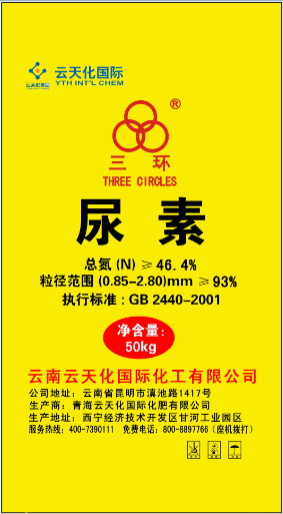 云天化国际
YTH INT'L CHEM
®
三环
THREE CIRCLES
尿素
总氮 (N) ≥ 46.4%
粒径范围 (0.85-2.80)mm ≥ 93%
执行标准：GB 2440-2001
净含量：
50kg
云南云天化国际化工有限公司
公司地址：云南省昆明市滇池路1417号
生产商：青海云天化国际化肥有限公司
生产地址：西宁经济技术开发区甘河工业园区
服务热线：400-7390111 免费电话：800-8897766（座机拨打）